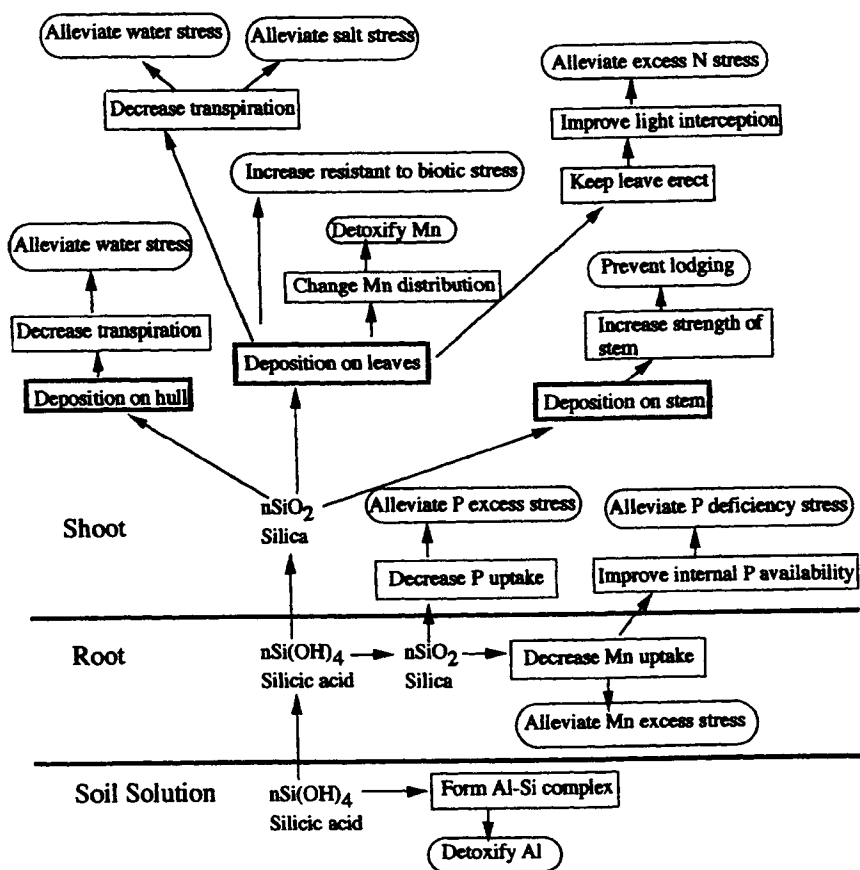 Alleviate water stress
Alleviate salt stress
Decrease transpiration
Alleviate excess N stress
Improve light interception
Keep leave erect
Increase resistant to biotic stress
Detoxify Mn
Change Mn distribution
Alleviate water stress
Decrease transpiration
Prevent lodging
Increase strength of
stem
Deposition on leaves
Deposition on hull
Deposition on stem
Shoot
nSiO2
Silica
Alleviate P excess stress
Decrease P uptake
Alleviate P deficiency stress
Improve internal P availability
Root
nSi(OH)4
Silicic acid
nSiO2
Silica
Decrease Mn uptake
Alleviate Mn excess stress
Soil Solution
nSi(OH)4
Silicic acid
Form Al-Si complex
Detoxify Al